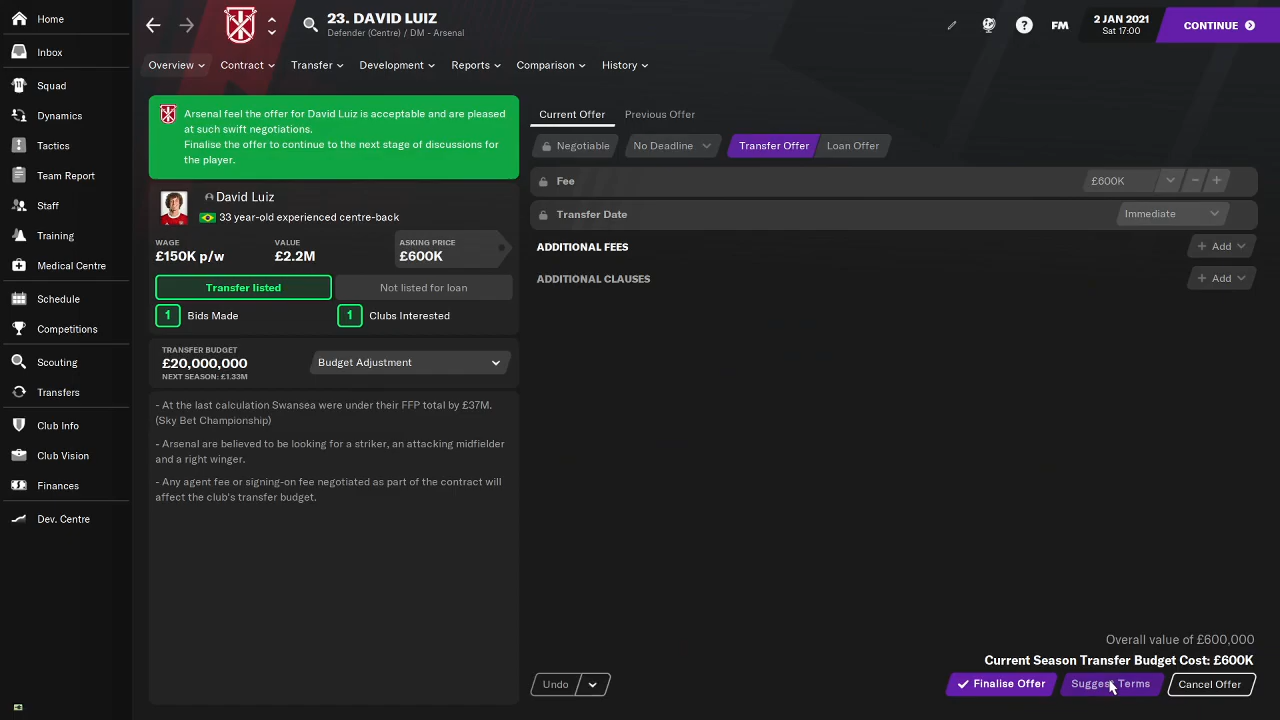 23. DAVID LUIZ
Defender (Centre) / DM - Arsenal
2 JAN 2021
Sat 17:00
FM
CONTINUE
Home
Inbox
Squad
Dynamics
Tactics
Team Report
Staff
Training
Medical Centre
Schedule
Competitions
Scouting
Transfers
Club Info
Club Vision
Finances
Dev. Centre
Overview
Contract
Transfer
Development
Reports
Comparison
History
Arsenal feel the offer for David Luiz is acceptable and are pleased
at such swift negotiations.
Finalise the offer to continue to the next stage of discussions for
the player.
David Luiz
33 year-old experienced centre-back
WAGE
£150K p/w
VALUE
£2.2M
ASKING PRICE
£600K
Transfer listed
Not listed for loan
1 Bids Made
1 Clubs Interested
TRANSFER BUDGET
£20,000,000
NEXT SEASON: £1.33M
Budget Adjustment
- At the last calculation Swansea were under their FFP total by £37M.
(Sky Bet Championship)
- Arsenal are believed to be looking for a striker, an attacking midfielder
and a right winger.
- Any agent fee or signing-on fee negotiated as part of the contract will
affect the club's transfer budget.
Current Offer
Previous Offer
Negotiable
No Deadline
Transfer Offer
Loan Offer
Fee
£600K
Transfer Date
Immediate
ADDITIONAL FEES
+ Add
ADDITIONAL CLAUSES
+ Add
Overall value of £600,000
Current Season Transfer Budget Cost: £600K
Undo
Finalise Offer
Suggest Terms
Cancel Offer